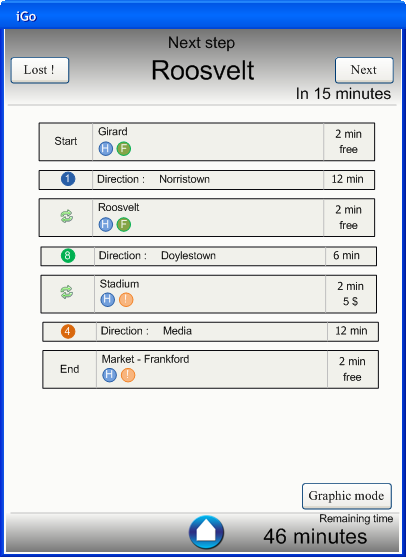 iGo
Next step
Lost !
Roosvelt
Next
In 15 minutes
Start
Girard
H F
2 min
free
1 Direction : Norristown 12 min
Roosvelt
H F
2 min
free
8 Direction : Doylestown 6 min
Stadium
H !
2 min
5 $
4 Direction : Media 12 min
End
Market - Frankford
H !
2 min
free
Graphic mode
Remaining time
46 minutes